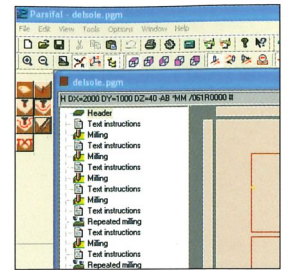 Parsifal - delsole.pgm
File Edit View Tools Options Window Help
delsole.pgm
H DX=2000 DY=1000 DZ=40 -AB *MM /061R0000 #
Header
Text instructions
Milling
Text instructions
Milling
Text instructions
Milling
Text instructions
Milling
Text instructions
Repeated milling
Text instructions
Milling
Text instructions
Repeated milling